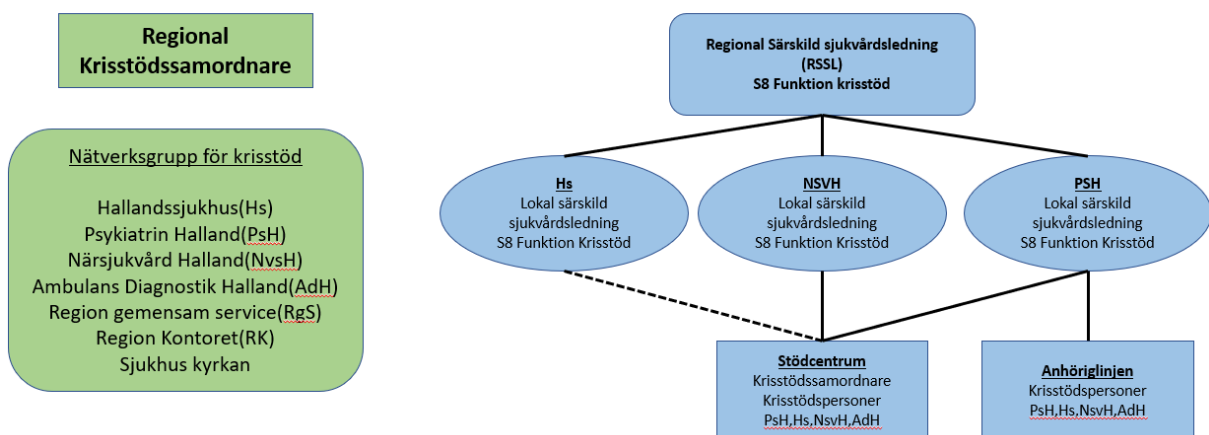 Regional
Krisstödssamordnare
Nätverksgrupp för krisstöd
Hallandssjukhus(Hs)
Psykiatrin Halland(PsH)
Närsjukvård Halland(NvsH)
Ambulans Diagnostik Halland(AdH)
Region gemensam service(RgS)
Region Kontoret(RK)
Sjukhus kyrkan
Regional Särskild sjukvårdsledning
(RSSL)
S8 Funktion krisstöd
Hs
Lokal särskild
sjukvårdsledning
S8 Funktion Krisstöd
NSVH
Lokal särskild
sjukvårdsledning
S8 Funktion Krisstöd
PSH
Lokal särskild
sjukvårdsledning
S8 Funktion Krisstöd
Stödcentrum
Krisstödssamordnare
Krisstödspersoner
PsH,Hs,NsvH,AdH
Anhöriglinjen
Krisstödspersoner
PsH,Hs,NsvH,AdH